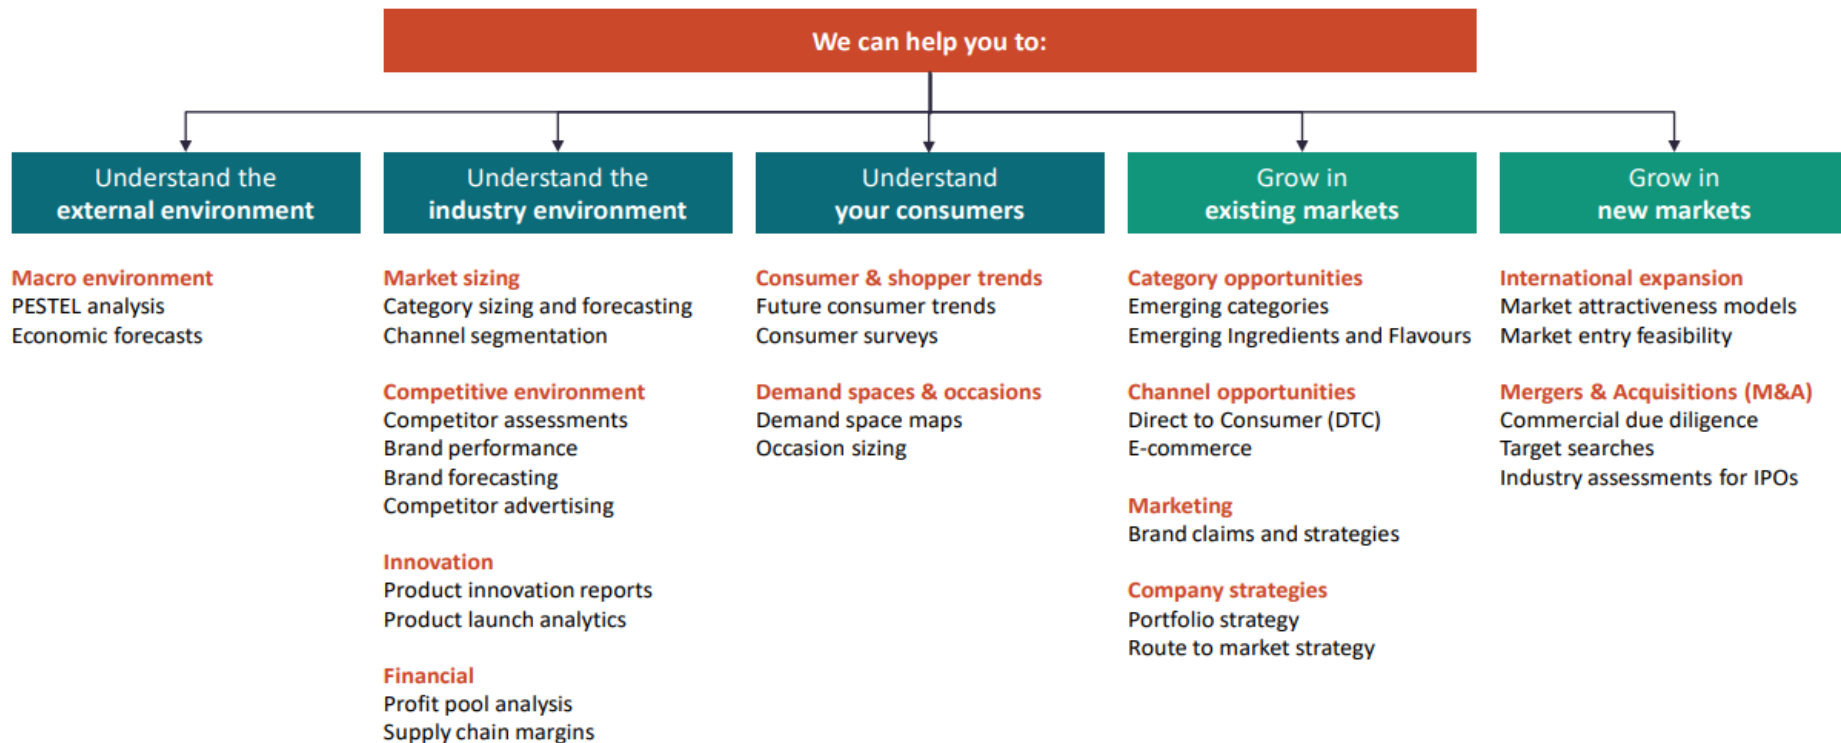 We can help you to:
Understand the
external environment
Macro environment
PESTEL analysis
Economic forecasts
Understand the
industry environment
Market sizing
Category sizing and forecasting
Channel segmentation
Competitive environment
Competitor assessments
Brand performance
Brand forecasting
Competitor advertising
Innovation
Product innovation reports
Product launch analytics
Financial
Profit pool analysis
Supply chain margins
Understand
your consumers
Consumer & shopper trends
Future consumer trends
Consumer surveys
Demand spaces & occasions
Demand space maps
Occasion sizing
Grow in
existing markets
Category opportunities
Emerging categories
Emerging Ingredients and Flavours
Channel opportunities
Direct to Consumer (DTC)
E-commerce
Marketing
Brand claims and strategies
Company strategies
Portfolio strategy
Route to market strategy
Grow in
new markets
International expansion
Market attractiveness models
Market entry feasibility
Mergers & Acquisitions (M&A)
Commercial due diligence
Target searches
Industry assessments for IPOs